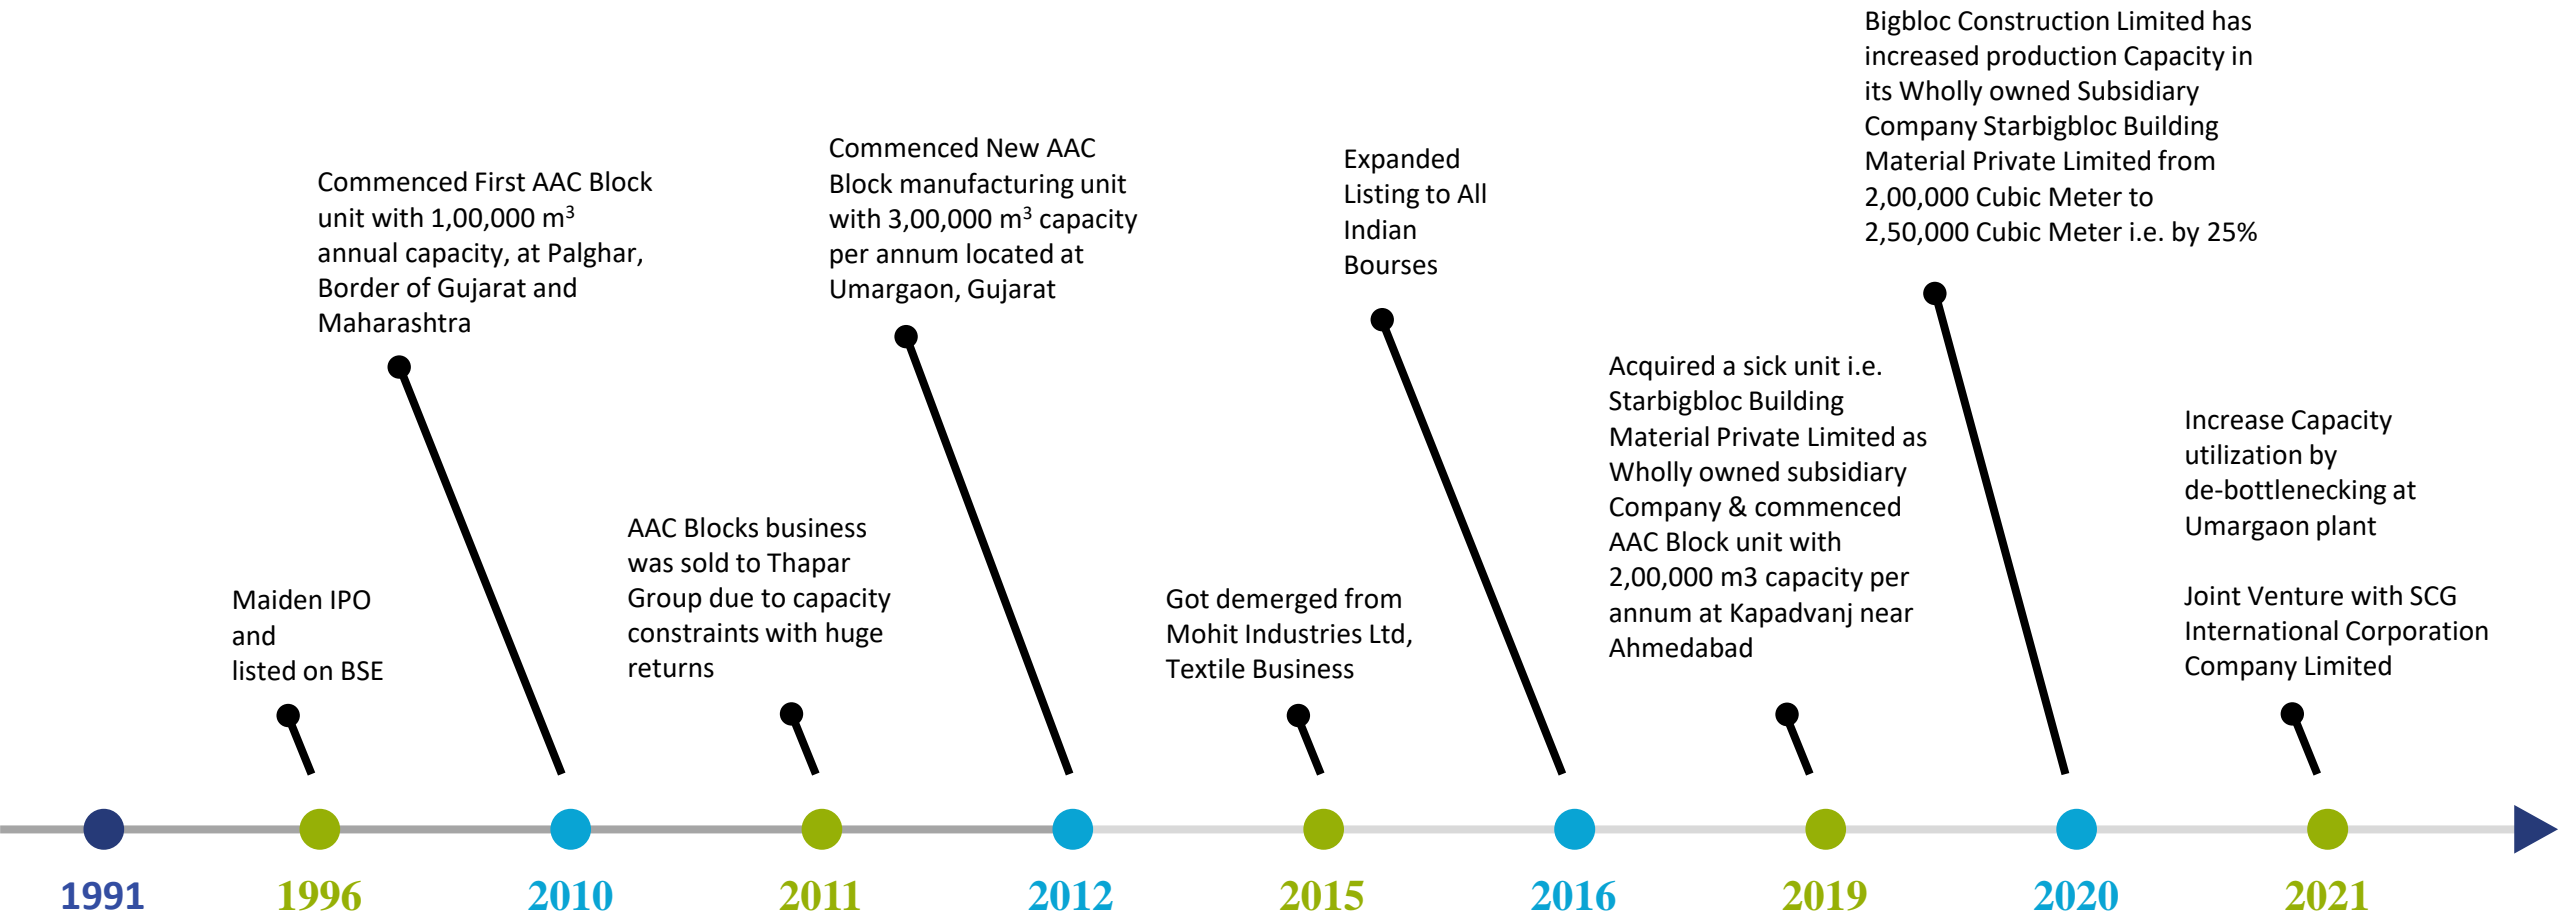 Maiden IPO
and
listed on BSE
Commenced First AAC Block
unit with 1,00,000 m³
annual capacity, at Palghar,
Border of Gujarat and
Maharashtra
AAC Blocks business
was sold to Thapar
Group due to capacity
constraints with huge
returns
Commenced New AAC
Block manufacturing unit
with 3,00,000 m³ capacity
per annum located at
Umargaon, Gujarat
Got demerged from
Mohit Industries Ltd,
Textile Business
Expanded
Listing to All
Indian
Bourses
Acquired a sick unit i.e.
Starbigbloc Building
Material Private Limited as
Wholly owned subsidiary
Company & commenced
AAC Block unit with
2,00,000 m3 capacity per
annum at Kapadvanj near
Ahmedabad
Bigbloc Construction Limited has
increased production Capacity in
its Wholly owned Subsidiary
Company Starbigbloc Building
Material Private Limited from
2,00,000 Cubic Meter to
2,50,000 Cubic Meter i.e. by 25%
Increase Capacity
utilization by
de-bottlenecking at
Umargaon plant
Joint Venture with SCG
International Corporation
Company Limited
1991 1996 2010 2011 2012 2015 2016 2019 2020 2021